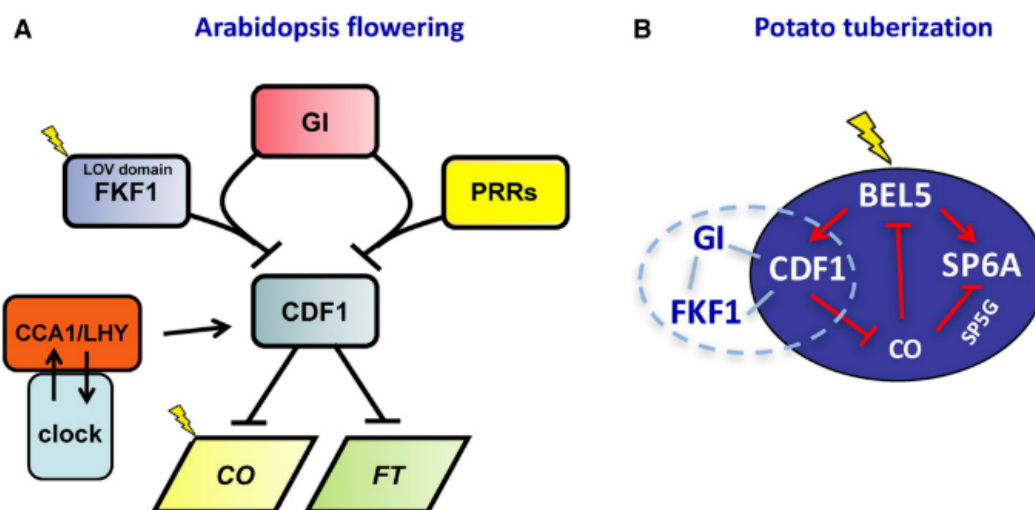 A
Arabidopsis flowering
GI
LOV domain
FKF1
PRRs
CDF1
CCA1/LHY
clock
CO
FT
B
Potato tuberization
BEL5
GI
CDF1
SP6A
FKF1
SP5G
CO